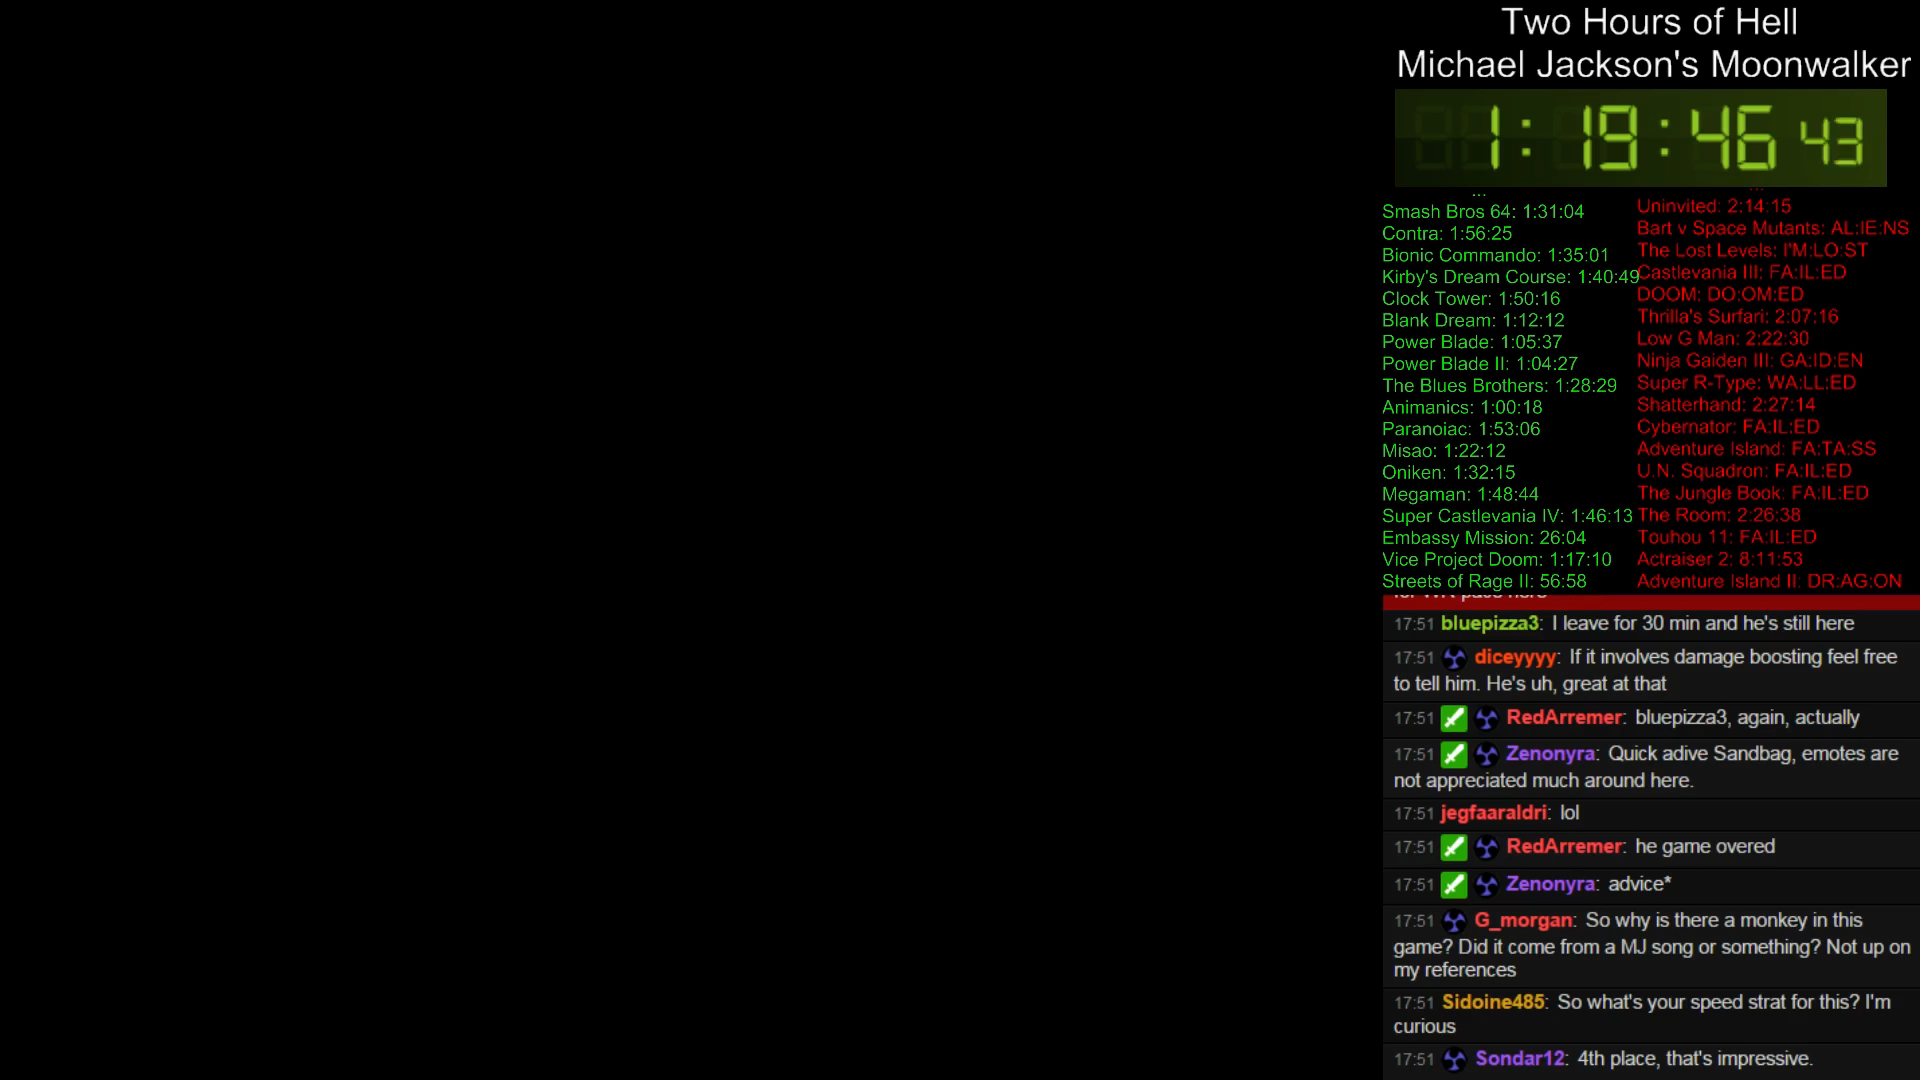 Two Hours of Hell
Michael Jackson's Moonwalker
1:19:46 43
...
Smash Bros 64: 1:31:04
Contra: 1:56:25
Bionic Commando: 1:35:01
Kirby's Dream Course: 1:40:49
Clock Tower: 1:50:16
Blank Dream: 1:12:12
Power Blade: 1:05:37
Power Blade II: 1:04:27
The Blues Brothers: 1:28:29
Animanics: 1:00:18
Paranoiac: 1:53:06
Misao: 1:22:12
Oniken: 1:32:15
Megaman: 1:48:44
Super Castlevania IV: 1:46:13
Embassy Mission: 26:04
Vice Project Doom: 1:17:10
Streets of Rage II: 56:58
...
Uninvited: 2:14:15
Bart v Space Mutants: AL:IE:NS
The Lost Levels: I'M:LO:ST
Castlevania III: FA:IL:ED
DOOM: DO:OM:ED
Thrilla's Surfari: 2:07:16
Low G Man: 2:22:30
Ninja Gaiden III: GA:ID:EN
Super R-Type: WA:LL:ED
Shatterhand: 2:27:14
Cybernator: FA:IL:ED
Adventure Island: FA:TA:SS
U.N. Squadron: FA:IL:ED
The Jungle Book: FA:IL:ED
The Room: 2:26:38
Touhou 11: FA:IL:ED
Actraiser 2: 8:11:53
Adventure Island II: DR:AG:ON
17:51 bluepizza3: I leave for 30 min and he's still here
17:51 diceyyyy: If it involves damage boosting feel free
to tell him. He's uh, great at that
17:51 RedArremer: bluepizza3, again, actually
17:51 Zenonyra: Quick adive Sandbag, emotes are
not appreciated much around here.
17:51 jegfaaraldri: lol
17:51 RedArremer: he game overed
17:51 Zenonyra: advice*
17:51 G_morgan: So why is there a monkey in this
game? Did it come from a MJ song or something? Not up on
my references
17:51 Sidoine485: So what's your speed strat for this? I'm
curious
17:51 Sondar12: 4th place, that's impressive.